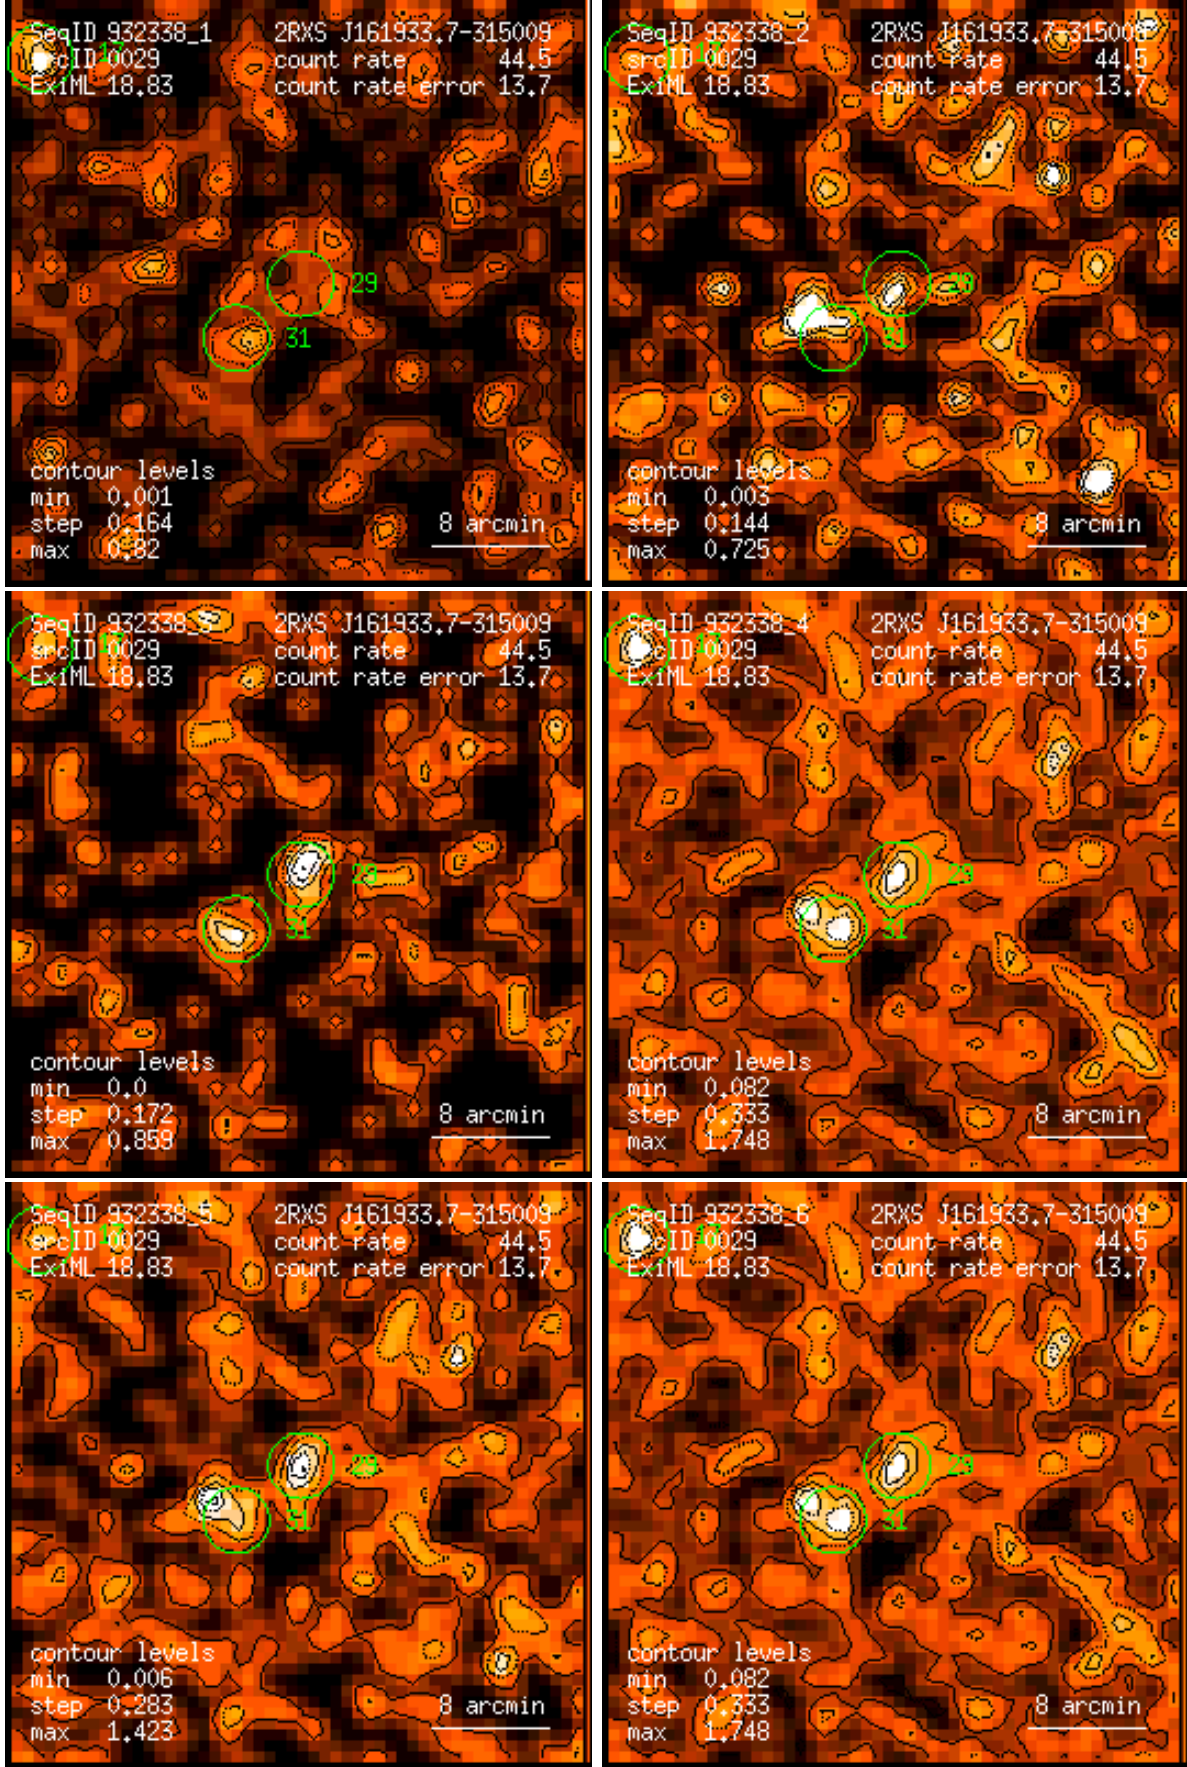 SeqID 932338_1 2RXS J161933.7-315009
srcID 0029 count rate 44.5
ExiML 18.83 count rate error 13.7
17
29
31
contour levels
min 0.001
step 0.164
max 0.82
8 arcmin
SeqID 932338_2 2RXS J161933.7-315009
srcID 0029 count rate 44.5
ExiML 18.83 count rate error 13.7
17
29
31
contour levels
min 0.003
step 0.144
max 0.725
8 arcmin
SeqID 932338_3 2RXS J161933.7-315009
srcID 0029 count rate 44.5
ExiML 18.83 count rate error 13.7
17
29
31
contour levels
min 0.0
step 0.172
max 0.859
8 arcmin
SeqID 932338_4 2RXS J161933.7-315009
srcID 0029 count rate 44.5
ExiML 18.83 count rate error 13.7
17
29
31
contour levels
min 0.082
step 0.333
max 1.748
8 arcmin
SeqID 932338_5 2RXS J161933.7-315009
srcID 0029 count rate 44.5
ExiML 18.83 count rate error 13.7
17
29
31
contour levels
min 0.006
step 0.283
max 1.423
8 arcmin
SeqID 932338_6 2RXS J161933.7-315009
srcID 0029 count rate 44.5
ExiML 18.83 count rate error 13.7
17
29
31
contour levels
min 0.082
step 0.333
max 1.748
8 arcmin